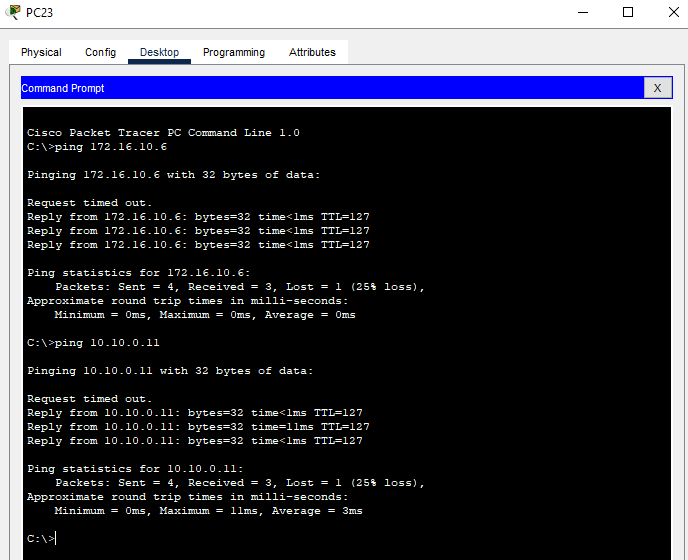 PC23
Physical Config Desktop Programming Attributes
Command Prompt X
Cisco Packet Tracer PC Command Line 1.0
C:\>ping 172.16.10.6
Pinging 172.16.10.6 with 32 bytes of data:
Request timed out.
Reply from 172.16.10.6: bytes=32 time<1ms TTL=127
Reply from 172.16.10.6: bytes=32 time<1ms TTL=127
Reply from 172.16.10.6: bytes=32 time<1ms TTL=127
Ping statistics for 172.16.10.6:
Packets: Sent = 4, Received = 3, Lost = 1 (25% loss),
Approximate round trip times in milli-seconds:
Minimum = 0ms, Maximum = 0ms, Average = 0ms
C:\>ping 10.10.0.11
Pinging 10.10.0.11 with 32 bytes of data:
Request timed out.
Reply from 10.10.0.11: bytes=32 time<1ms TTL=127
Reply from 10.10.0.11: bytes=32 time=11ms TTL=127
Reply from 10.10.0.11: bytes=32 time<1ms TTL=127
Ping statistics for 10.10.0.11:
Packets: Sent = 4, Received = 3, Lost = 1 (25% loss),
Approximate round trip times in milli-seconds:
Minimum = 0ms, Maximum = 11ms, Average = 3ms
C:\>